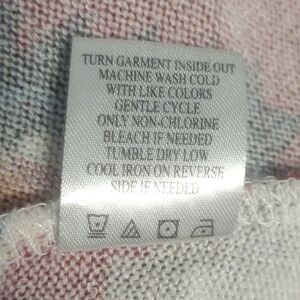 TURN GARMENT INSIDE OUT
MACHINE WASH COLD
WITH LIKE COLORS
GENTLE CYCLE
ONLY NON-CHLORINE
BLEACH IF NEEDED
TUMBLE DRY LOW
COOL IRON ON REVERSE
SIDE IF NEEDED